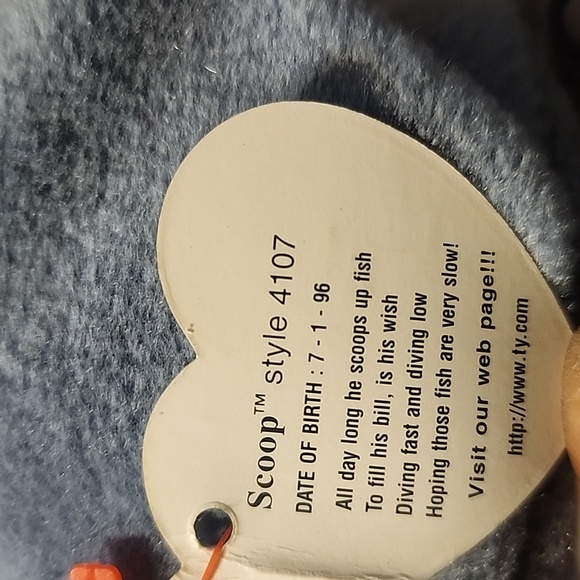 Scoop™ style 4107
DATE OF BIRTH : 7 - 1 - 96
All day long he scoops up fish
To fill his bill, is his wish
Diving fast and diving low
Hoping those fish are very slow!
Visit our web page!!!
http://www.ty.com